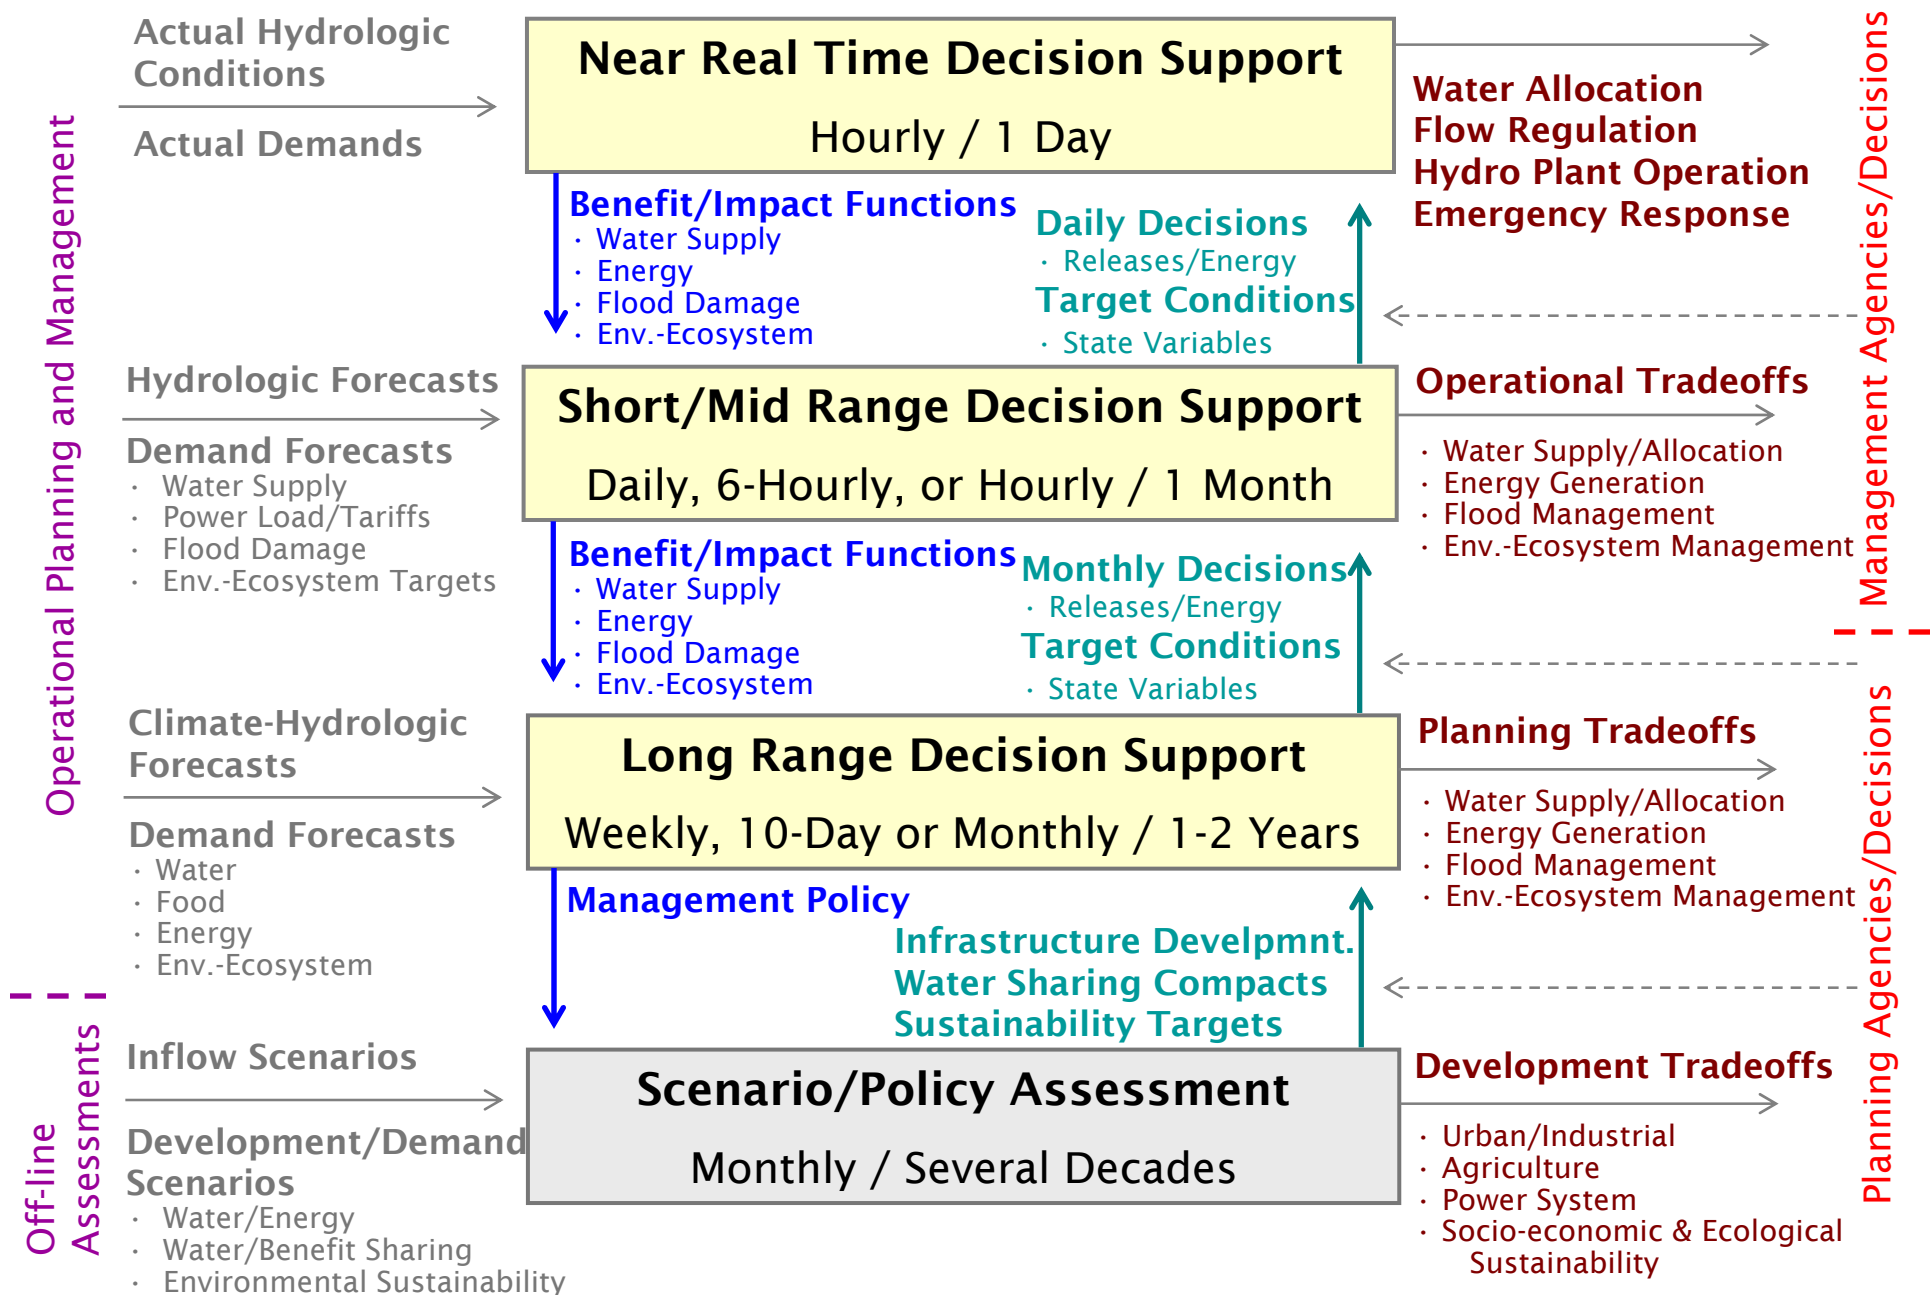 Operational Planning and Management
Off-line
Assessments
Actual Hydrologic
Conditions
Actual Demands
Near Real Time Decision Support
Hourly / 1 Day
Water Allocation
Flow Regulation
Hydro Plant Operation
Emergency Response
Benefit/Impact Functions
· Water Supply
· Energy
· Flood Damage
· Env.-Ecosystem
Daily Decisions
· Releases/Energy
Target Conditions
· State Variables
Hydrologic Forecasts
Demand Forecasts
· Water Supply
· Power Load/Tariffs
· Flood Damage
· Env.-Ecosystem Targets
Short/Mid Range Decision Support
Daily, 6-Hourly, or Hourly / 1 Month
Operational Tradeoffs
· Water Supply/Allocation
· Energy Generation
· Flood Management
· Env.-Ecosystem Management
Benefit/Impact Functions
· Water Supply
· Energy
· Flood Damage
· Env.-Ecosystem
Monthly Decisions
· Releases/Energy
Target Conditions
· State Variables
Climate-Hydrologic
Forecasts
Demand Forecasts
· Water
· Food
· Energy
· Env.-Ecosystem
Long Range Decision Support
Weekly, 10-Day or Monthly / 1-2 Years
Planning Tradeoffs
· Water Supply/Allocation
· Energy Generation
· Flood Management
· Env.-Ecosystem Management
Management Policy
Infrastructure Develpmnt.
Water Sharing Compacts
Sustainability Targets
Inflow Scenarios
Development/Demand
Scenarios
· Water/Energy
· Water/Benefit Sharing
· Environmental Sustainability
Scenario/Policy Assessment
Monthly / Several Decades
Development Tradeoffs
· Urban/Industrial
· Agriculture
· Power System
· Socio-economic & Ecological
Sustainability
Management Agencies/Decisions
Planning Agencies/Decisions